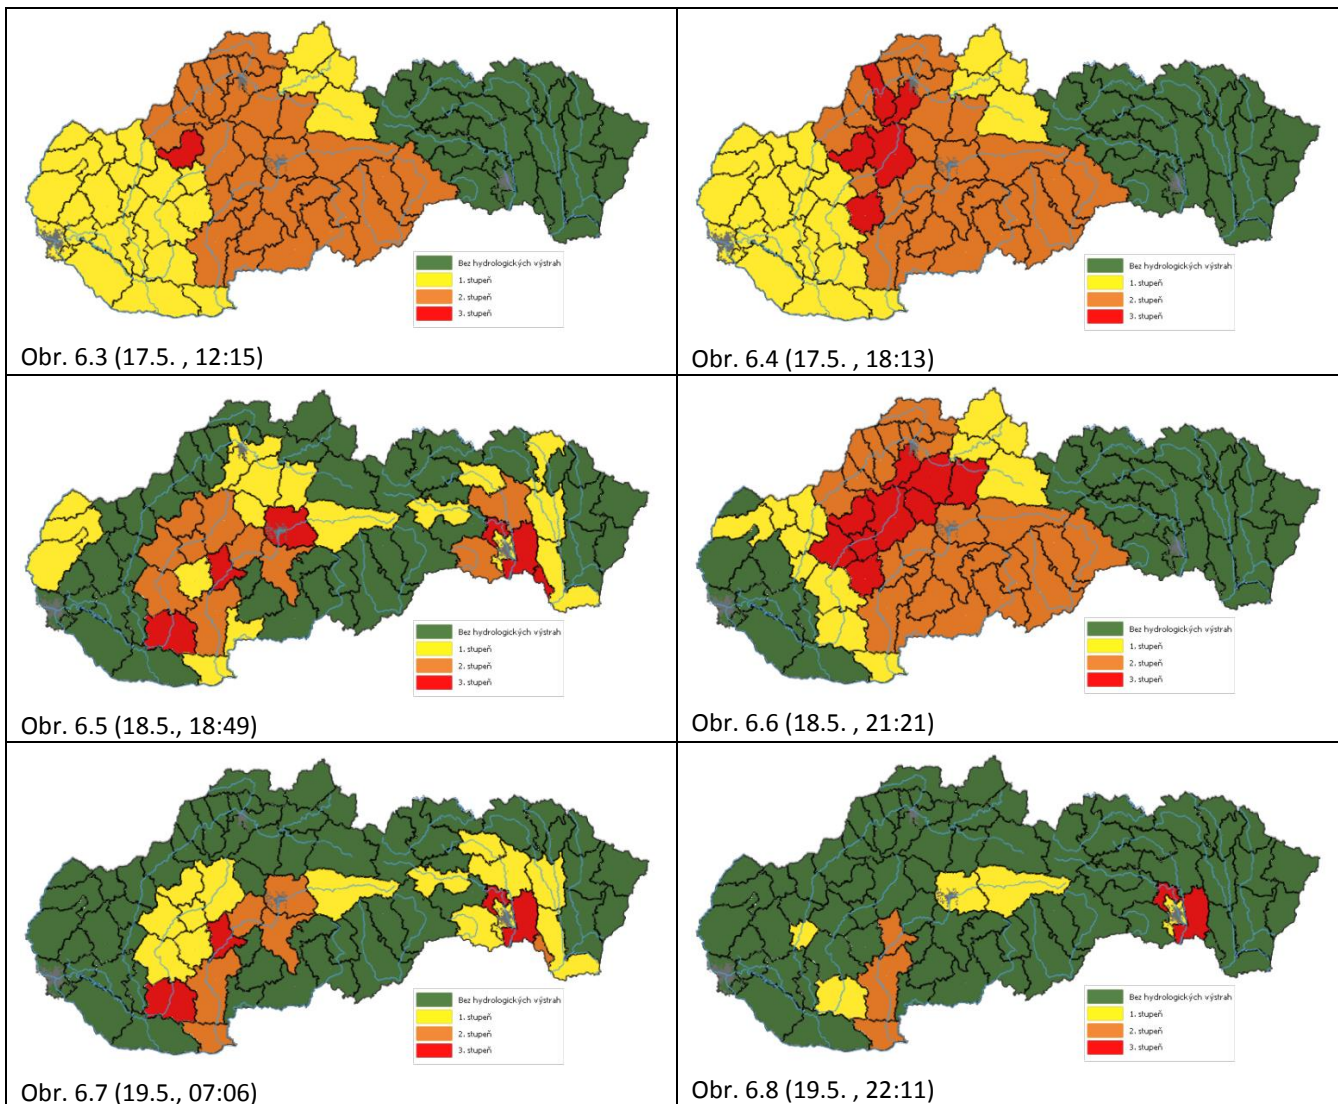 Bez hydrologických výstrah
1. stupeň
2. stupeň
3. stupeň
Obr. 6.3 (17.5. , 12:15)
Bez hydrologických výstrah
1. stupeň
2. stupeň
3. stupeň
Obr. 6.4 (17.5. , 18:13)
Bez hydrologických výstrah
1. stupeň
2. stupeň
3. stupeň
Obr. 6.5 (18.5., 18:49)
Bez hydrologických výstrah
1. stupeň
2. stupeň
3. stupeň
Obr. 6.6 (18.5. , 21:21)
Bez hydrologických výstrah
1. stupeň
2. stupeň
3. stupeň
Obr. 6.7 (19.5., 07:06)
Bez hydrologických výstrah
1. stupeň
2. stupeň
3. stupeň
Obr. 6.8 (19.5. , 22:11)